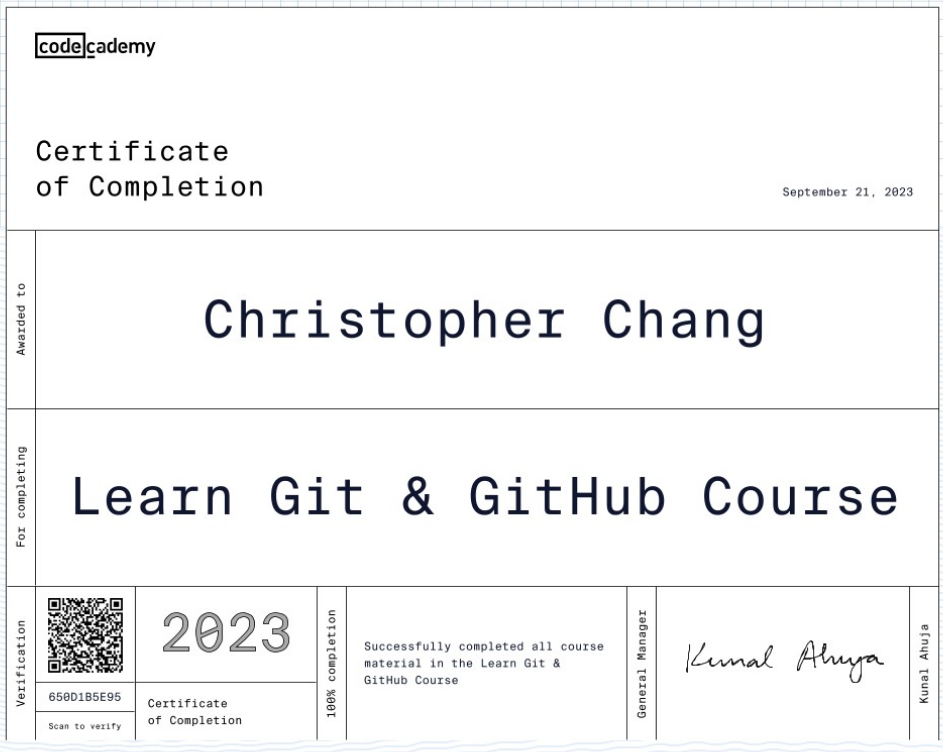 codecademy
Certificate
of Completion
September 21, 2023
Awarded to
Christopher Chang
For completing
Learn Git & GitHub Course
Verification
650D1B5E95
Scan to verify
2023
Certificate
of Completion
100% completion
Successfully completed all course
material in the Learn Git &
GitHub Course
General Manager
Kunal Ahuja
Kunal Ahuja